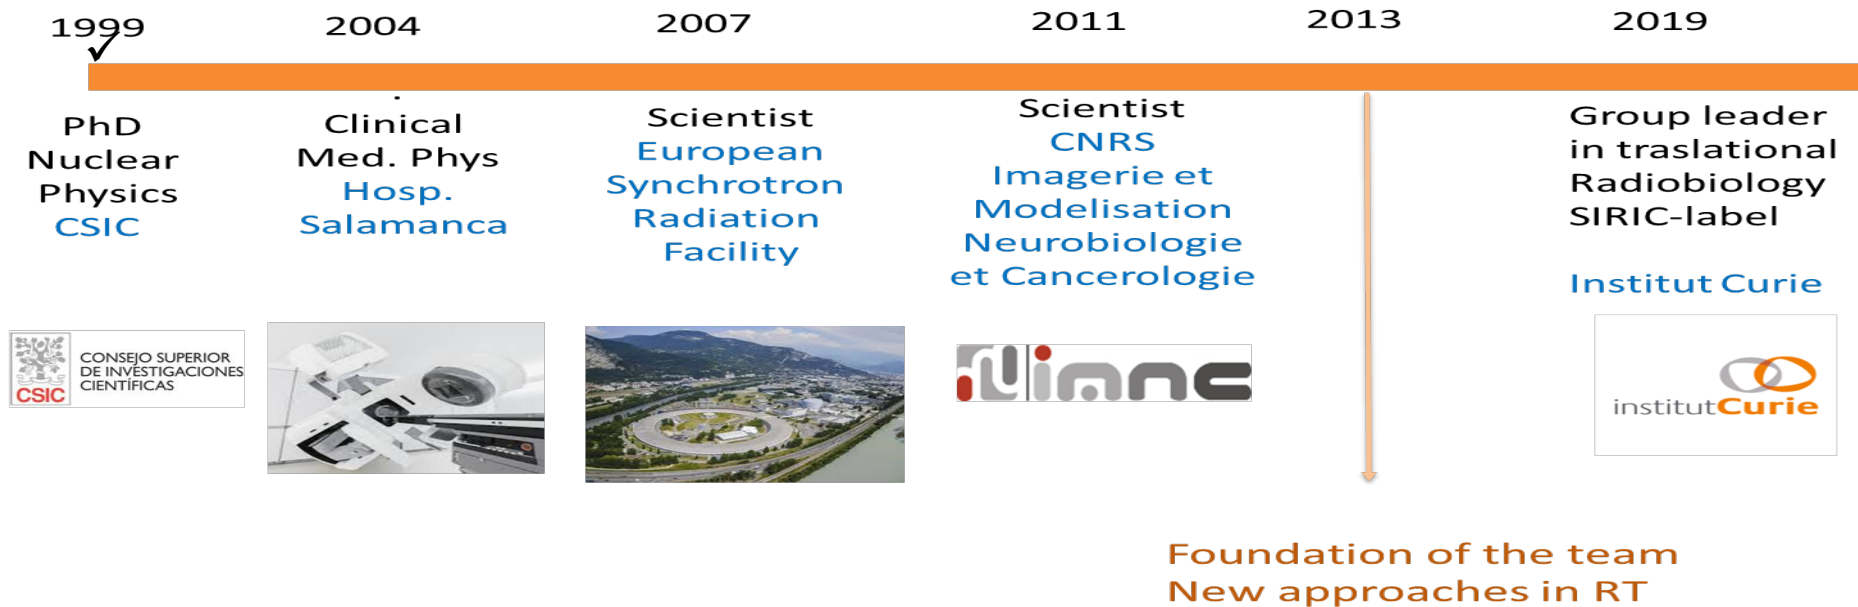 1999
2004
2007
2011
2013
2019
PhD
Nuclear
Physics
CSIC
Clinical
Med. Phys
Hosp.
Salamanca
Scientist
European
Synchrotron
Radiation
Facility
Scientist
CNRS
Imagerie et
Modelisation
Neurobiologie
et Cancerologie
Group leader
in traslational
Radiobiology
SIRIC-label
Institut Curie
CSIC
CONSEJO SUPERIOR
DE INVESTIGACIONES
CIENTÍFICAS
imnc
institutCurie
Foundation of the team
New approaches in RT